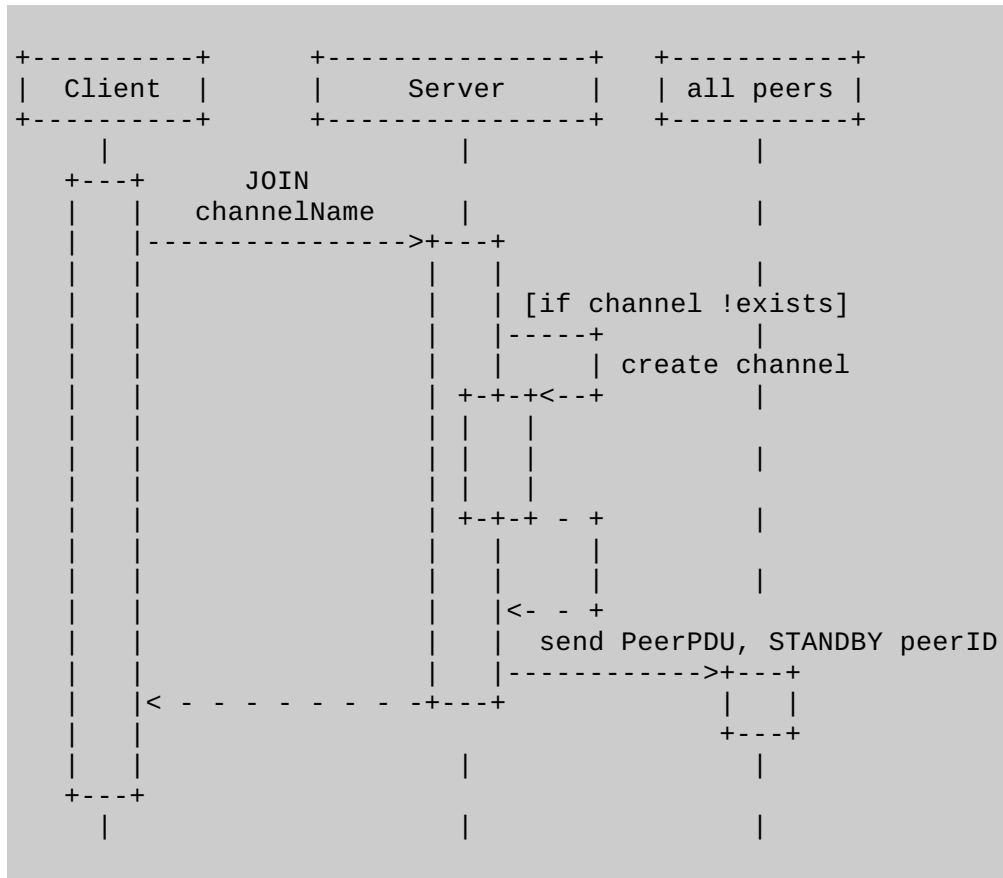 Client Server all peers
JOIN
channelName
[if channel !exists]
create channel
send PeerPDU, STANDBY peerID